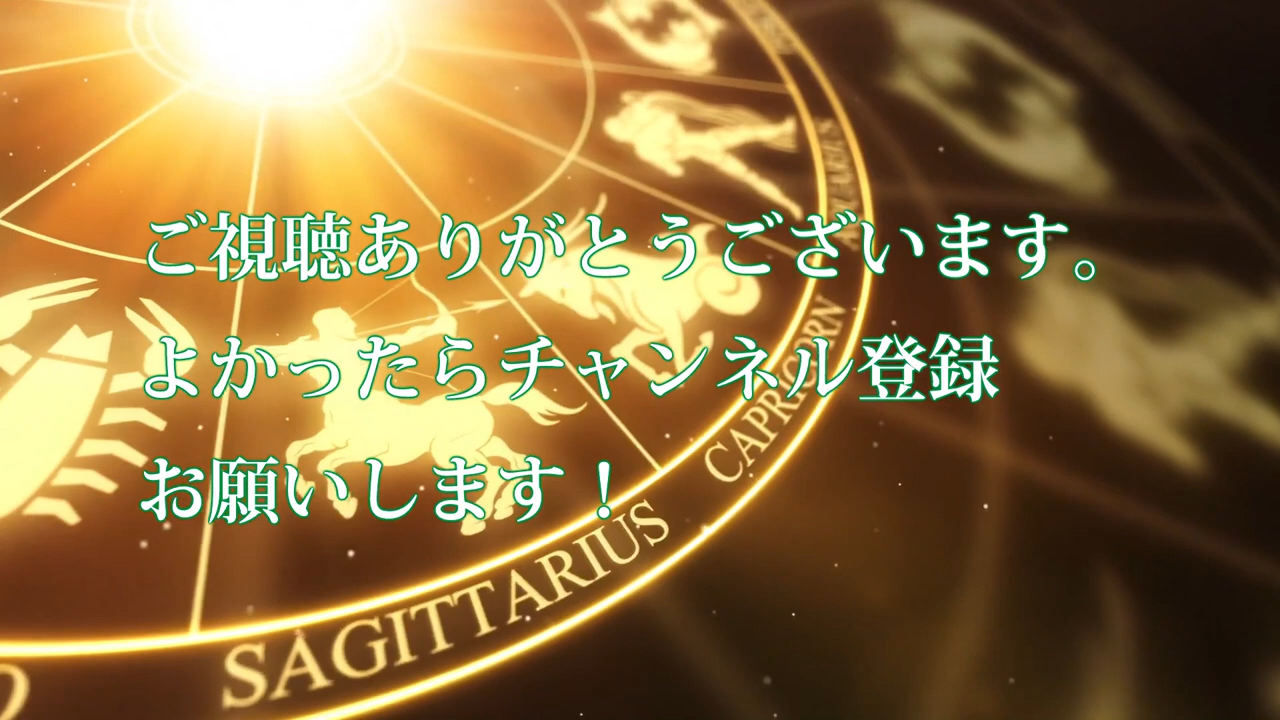 ご視聴ありがとうございます。
よかったらチャンネル登録
お願いします！
CAPRICORN
SAGITTARIUS